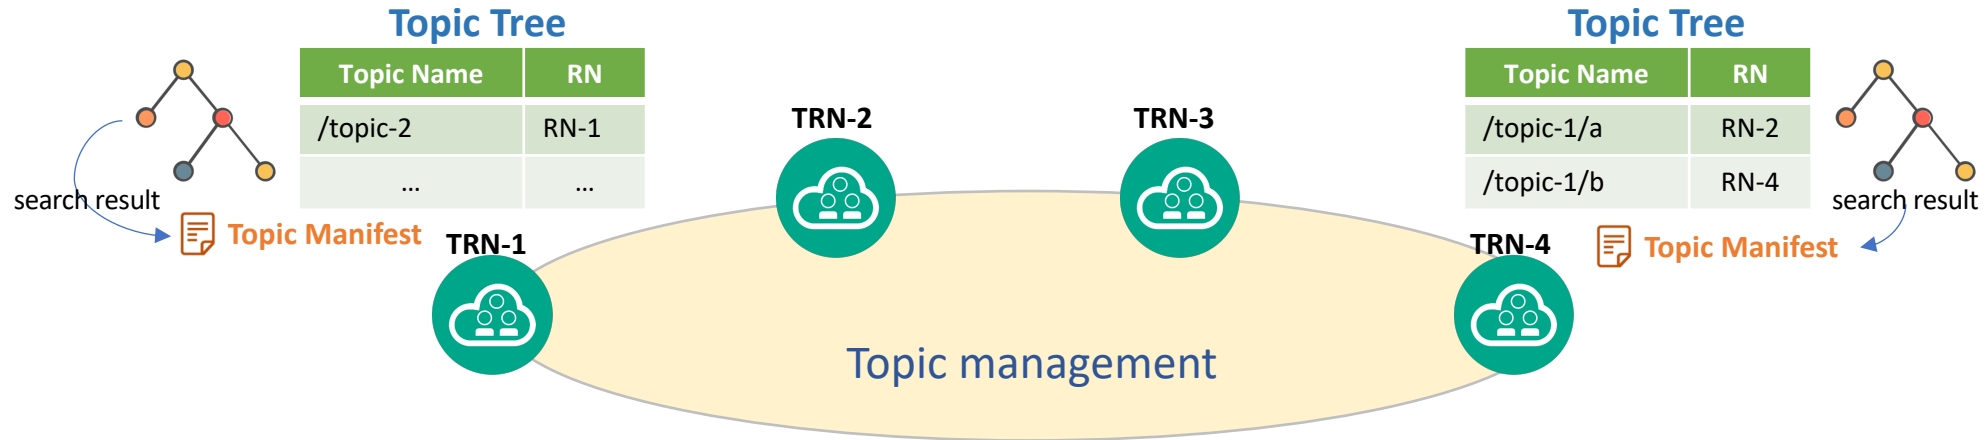 Topic Tree
Topic Name RN
/topic-2 RN-1
... ...
search result
Topic Manifest
TRN-1
TRN-2
TRN-3
TRN-4
Topic management
Topic Tree
Topic Name RN
/topic-1/a RN-2
/topic-1/b RN-4
search result
Topic Manifest